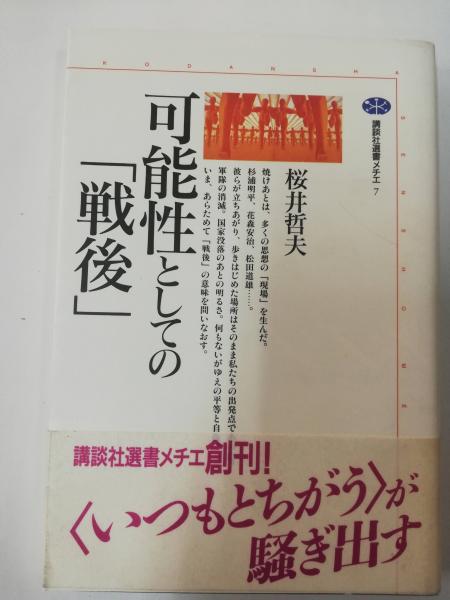 KODANSHA
SENSHO ME
講談社選書メチエ 7
可能性としての
「戦後」
桜井哲夫
焼けあとは、多くの思想の「現場」を生んだ。
杉浦明平、花森安治、松田道雄……。
彼らが立ちあがり、歩きはじめた場所はそのまま私たちの出発点で
軍隊の消滅。国家没落のあとの明るさ。何もないがゆえの平等と自
いま、あらためて「戦後」の意味を問いなおす。
講談社選書メチエ創刊!
〈いつもとちがう〉が
騒ぎ出す